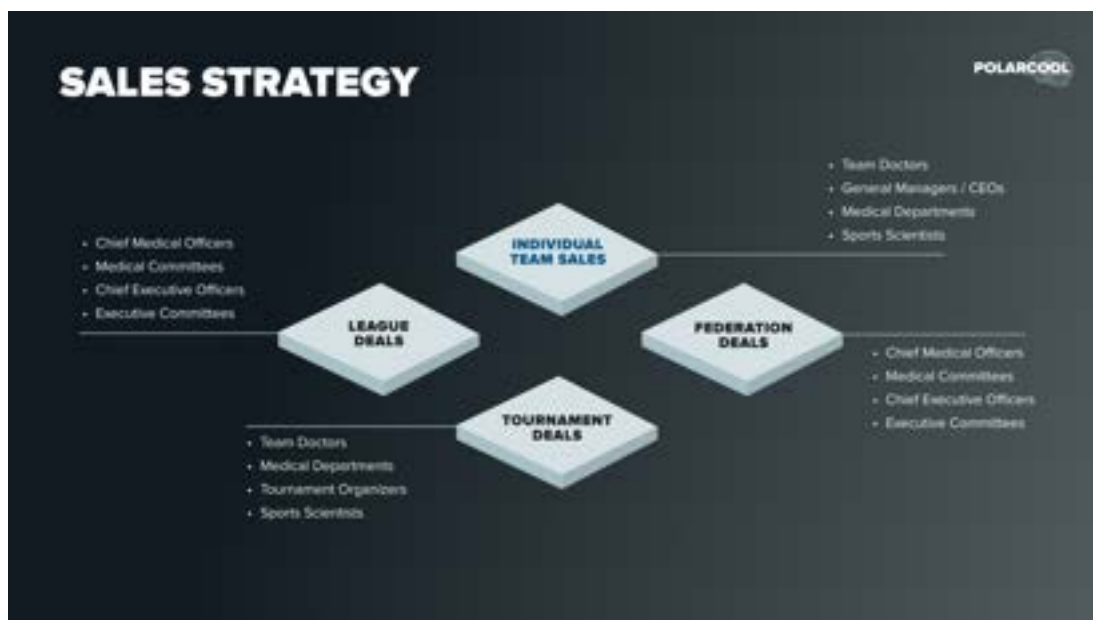 SALES STRATEGY
POLARCOOL
• Team Doctors
• General Managers / CEOs
• Medical Departments
• Sports Scientists
INDIVIDUAL
TEAM SALES
• Chief Medical Officers
• Medical Committees
• Chief Executive Officers
• Executive Committees
LEAGUE
DEALS
FEDERATION
DEALS
• Chief Medical Officers
• Medical Committees
• Chief Executive Officers
• Executive Committees
TOURNAMENT
DEALS
• Team Doctors
• Medical Departments
• Tournament Organizers
• Sports Scientists